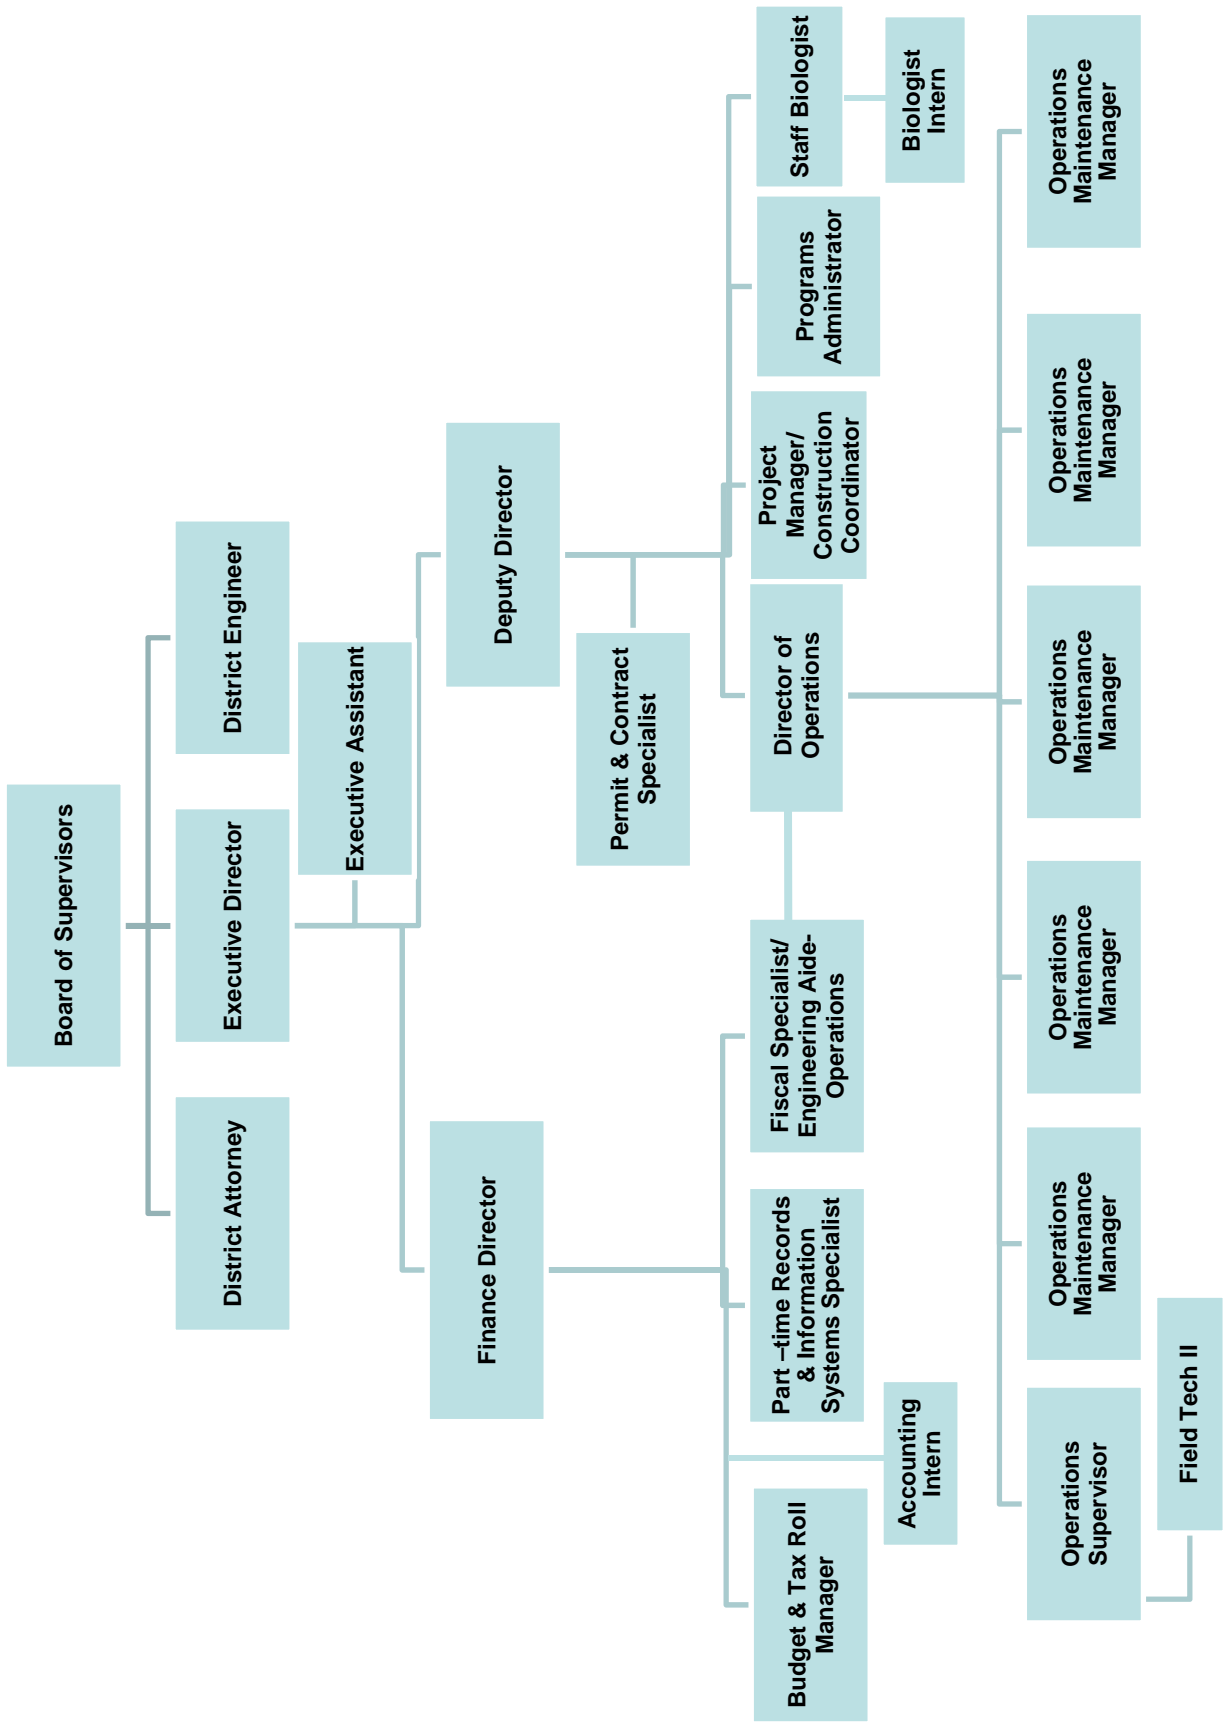 Board of Supervisors
District Attorney
Executive Director
District Engineer
Executive Assistant
Finance Director
Deputy Director
Permit & Contract
Specialist
Budget & Tax Roll
Manager
Part –time Records
& Information
Systems Specialist
Fiscal Specialist/
Engineering Aide-
Operations
Director of
Operations
Project
Manager/
Construction
Coordinator
Programs
Administrator
Staff Biologist
Accounting
Intern
Biologist
Intern
Operations
Supervisor
Operations
Maintenance
Manager
Operations
Maintenance
Manager
Operations
Maintenance
Manager
Operations
Maintenance
Manager
Operations
Maintenance
Manager
Field Tech II